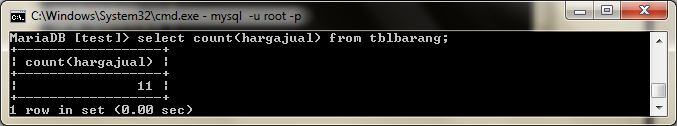 C:\Windows\System32\cmd.exe - mysql -u root -p
MariaDB [test]> select count(hargajual) from tblbarang;
+------------------+
| count(hargajual) |
+------------------+
|               11 |
+------------------+
1 row in set (0.00 sec)